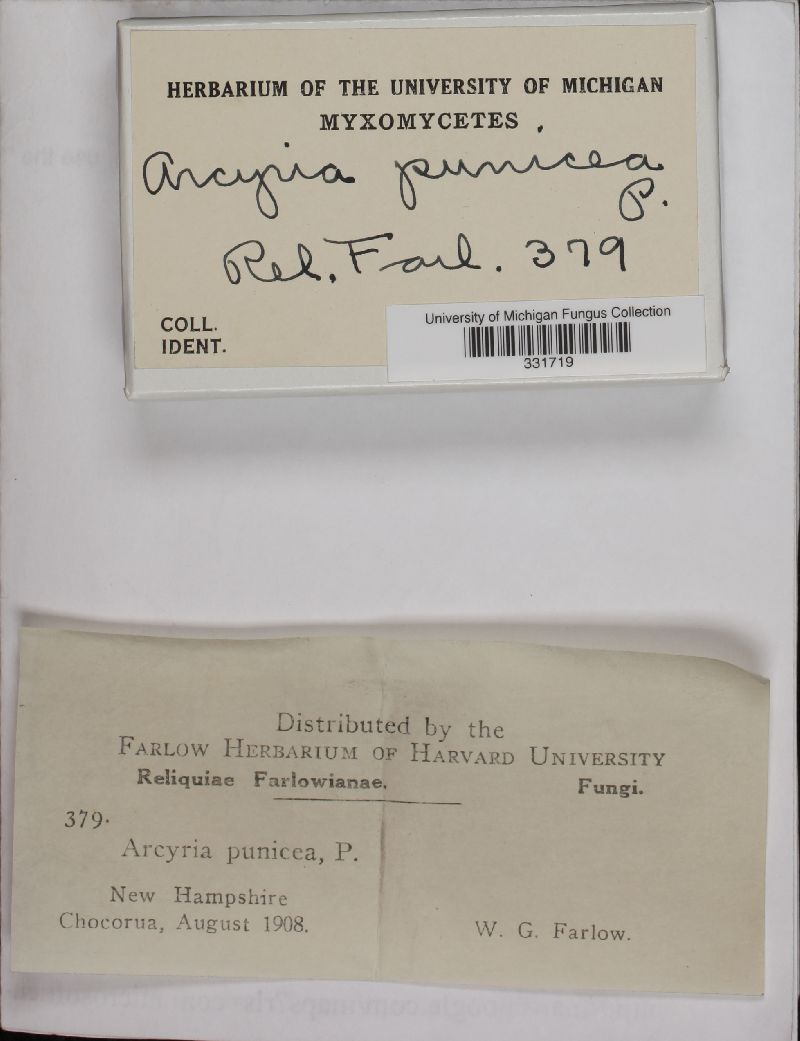 HERBARIUM OF THE UNIVERSITY OF MICHIGAN
MYXOMYCETES
Arcyria punicea
P.
Rel. Farl. 379
COLL.
IDENT.
University of Michigan Fungus Collection
331719
Distributed by the
FARLOW HERBARIUM OF HARVARD UNIVERSITY
Reliquiae Farlowianae. Fungi.
379.
Arcyria punicea, P.
New Hampshire
Chocorua, August 1908.
W. G. Farlow.